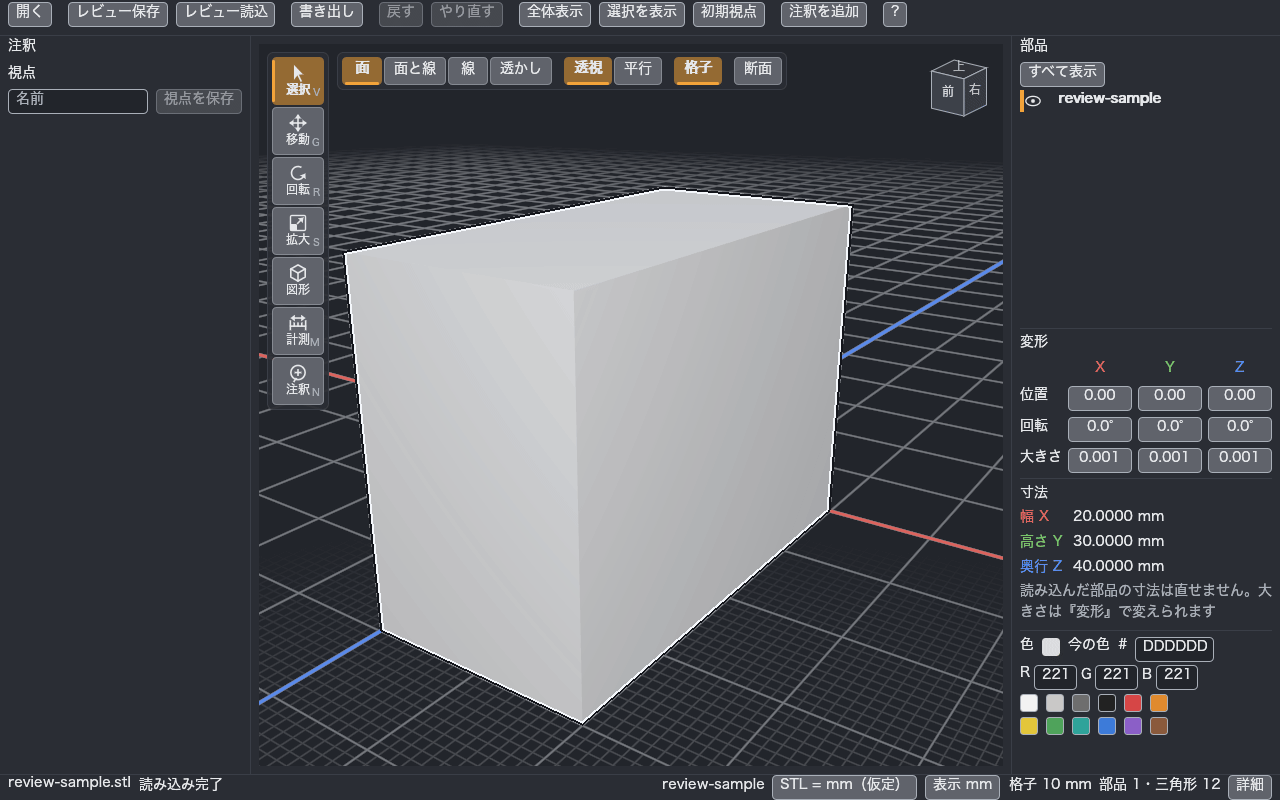 開く レビュー保存 レビュー読込 書き出し 戻す やり直す 全体表示 選択を表示 初期視点 注釈を追加 ?
注釈
視点
名前 視点を保存
選択 V
移動 G
回転 R
拡大 S
図形
計測 M
注釈 N
面 面と線 線 透かし 透視 平行 格子 断面
上
前 右
部品
すべて表示
review-sample
変形
X Y Z
位置 0.00 0.00 0.00
回転 0.0° 0.0° 0.0°
大きさ 0.001 0.001 0.001
寸法
幅 X 20.0000 mm
高さ Y 30.0000 mm
奥行 Z 40.0000 mm
読み込んだ部品の寸法は直せません。大
きさは『変形』で変えられます
色 今の色 # DDDDDD
R 221 G 221 B 221
review-sample.stl 読み込み完了
review-sample STL = mm（仮定） 表示 mm 格子 10 mm 部品 1・三角形 12 詳細